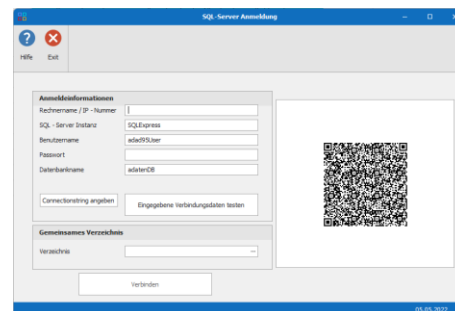 SQL-Server Anmeldung
Hilfe
Exit
Anmeldeinformationen
Rechnername / IP - Nummer
SQL - Server Instanz SQLExpress
Benutzername adad95User
Passwort
Datenbankname adatenDB
Connectionstring angeben
Eingegebene Verbindungsdaten testen
Gemeinsames Verzeichnis
Verzeichnis ...
Verbinden
05.05.2022